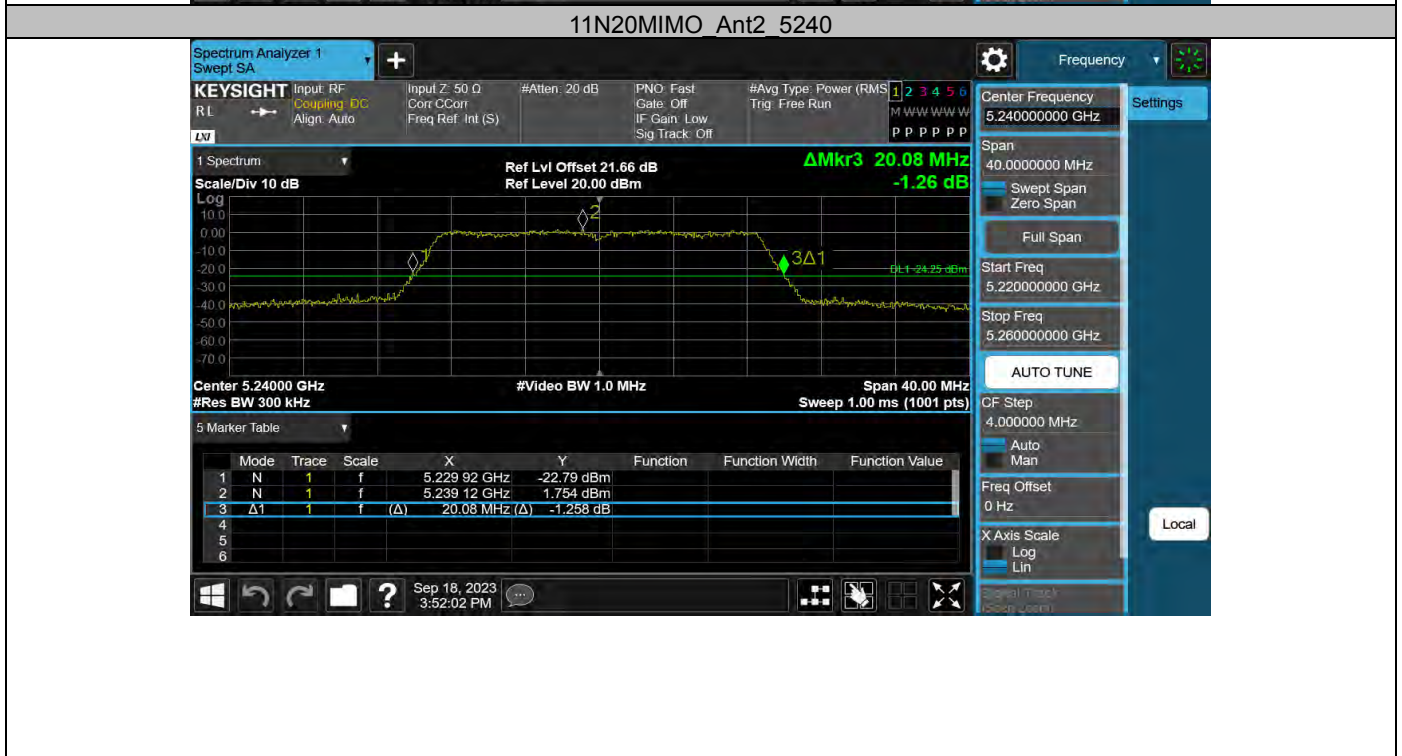 11N20MIMO_Ant2_5240
Spectrum Analyzer 1
Swept SA
+
Frequency
KEYSIGHT
RL
LXI
Input: RF
Coupling: DC
Align: Auto
Input Z: 50 Ω
Corr CCorr
Freq Ref: Int (S)
#Atten: 20 dB
PNO: Fast
Gate: Off
IF Gain: Low
Sig Track: Off
#Avg Type: Power (RMS
Trig: Free Run
1 2 3 4 5 6
M W W W W W
P P P P P P
Center Frequency
5.240000000 GHz
Settings
1 Spectrum
Ref Lvl Offset 21.66 dB
ΔMkr3 20.08 MHz
Scale/Div 10 dB
Ref Level 20.00 dBm
-1.26 dB
Span
40.0000000 MHz
Swept Span
Zero Span
Full Span
Start Freq
5.220000000 GHz
Stop Freq
5.260000000 GHz
AUTO TUNE
Log
10.0
0.00
-10.0
-20.0
-30.0
-40.0
-50.0
-60.0
-70.0
1
2
3Δ1
DL1 -24.25 dBm
Center 5.24000 GHz
#Video BW 1.0 MHz
Span 40.00 MHz
#Res BW 300 kHz
Sweep 1.00 ms (1001 pts)
CF Step
4.000000 MHz
Auto
Man
Freq Offset
0 Hz
X Axis Scale
Log
Lin
Local
5 Marker Table
Mode Trace Scale X Y Function Function Width Function Value
1 N 1 f 5.229 92 GHz -22.79 dBm
2 N 1 f 5.239 12 GHz 1.754 dBm
3 Δ1 1 f (Δ) 20.08 MHz (Δ) -1.258 dB
4
5
6
Signal Track
(Span Zoom)
?
Sep 18, 2023
3:52:02 PM